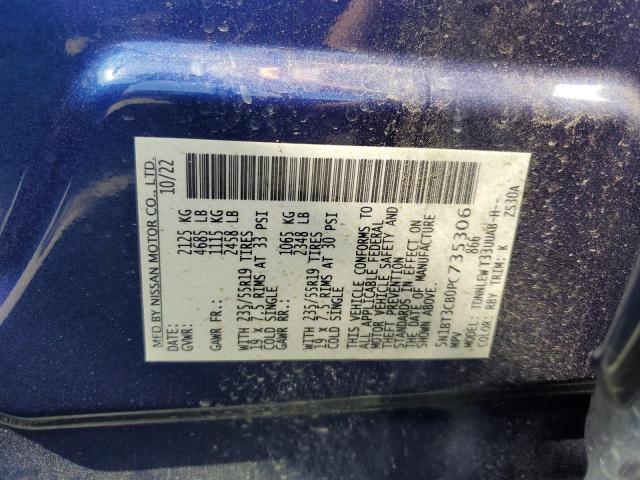 MFD BY NISSAN MOTOR CO., LTD.
DATE: 10/22
GVWR: 2125 KG
4685 LB
GAWR FR.: 1115 KG
2458 LB
WITH 235/55R19 TIRES
19 X 7.5 RIMS AT 33 PSI
COLD SINGLE
GAWR RR.: 1065 KG
2348 LB
WITH 235/55R19 TIRES
19 X 7.5 RIMS AT 30 PSI
COLD SINGLE
THIS VEHICLE CONFORMS TO
ALL APPLICABLE FEDERAL
MOTOR VEHICLE SAFETY AND
THEFT PREVENTION
STANDARDS IN EFFECT ON
THE DATE OF MANUFACTURE
SHOWN ABOVE.
5N1BT3CB0PC735306
MPV 866
MODEL: TDNNLEW T33UUAB-H--
COLOR: RBY TRIM: K ZS30A